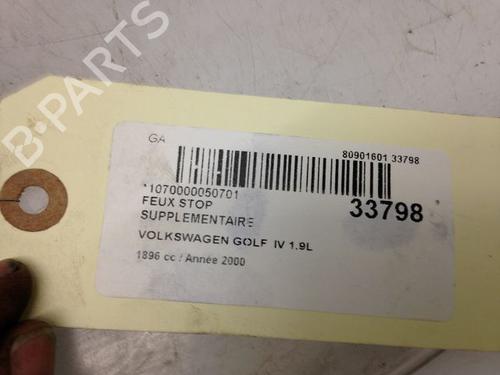 B-PARTS
GA
80901601 33798
*1070000050701
33798
FEUX STOP
SUPPLEMENTAIRE
VOLKSWAGEN GOLF IV 1.9L
1896 cc / Année 2000